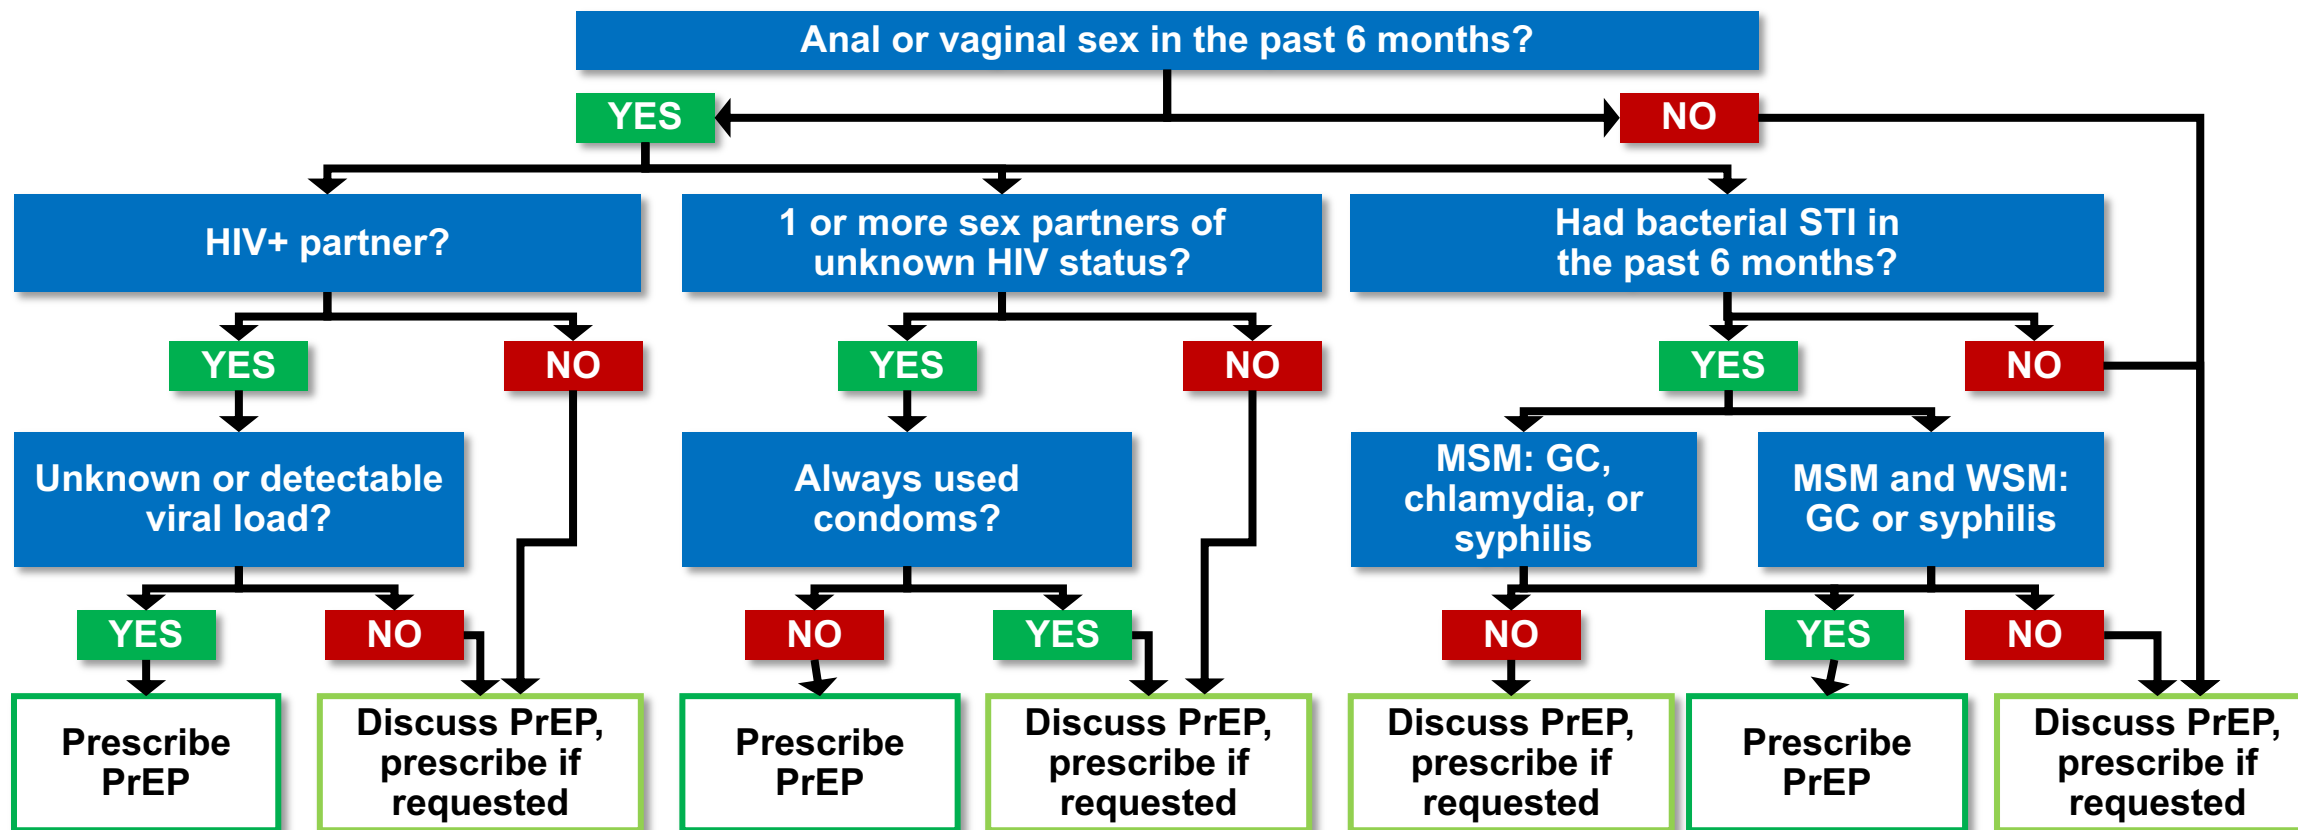 Anal or vaginal sex in the past 6 months?
YES
NO
HIV+ partner?
1 or more sex partners of
unknown HIV status?
Had bacterial STI in
the past 6 months?
YES
NO
YES
NO
YES
NO
Unknown or detectable
viral load?
Always used
condoms?
MSM: GC,
chlamydia, or
syphilis
MSM and WSM:
GC or syphilis
YES
NO
NO
YES
NO
YES
NO
Prescribe
PrEP
Discuss PrEP,
prescribe if
requested
Prescribe
PrEP
Discuss PrEP,
prescribe if
requested
Discuss PrEP,
prescribe if
requested
Prescribe
PrEP
Discuss PrEP,
prescribe if
requested